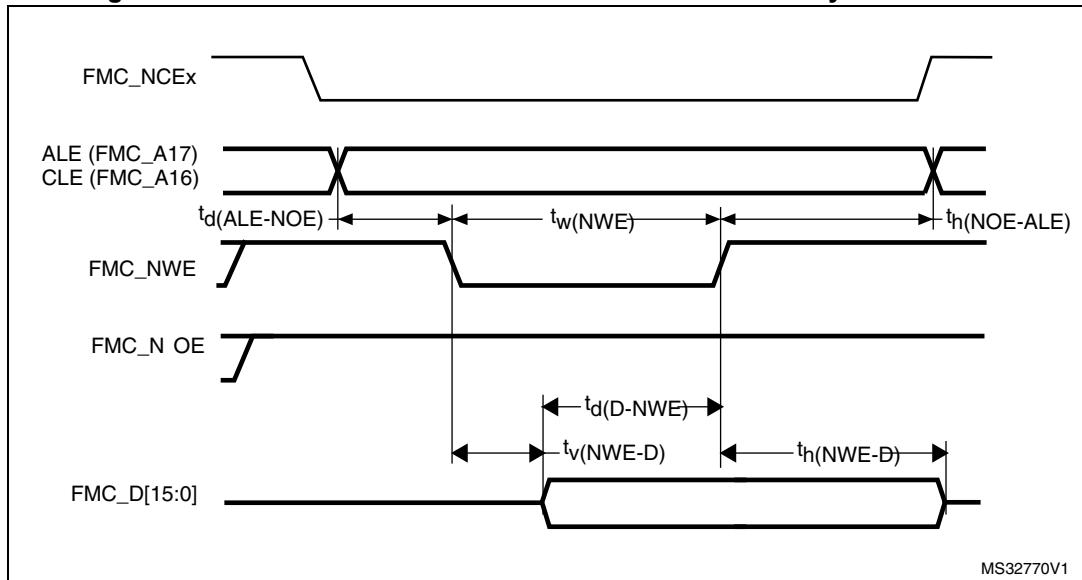 FMC_NCEx
ALE (FMC_A17)
CLE (FMC_A16)
td(ALE-NOE)
tw(NWE)
th(NOE-ALE)
FMC_NWE
FMC_N OE
td(D-NWE)
tv(NWE-D)
th(NWE-D)
FMC_D[15:0]
MS32770V1